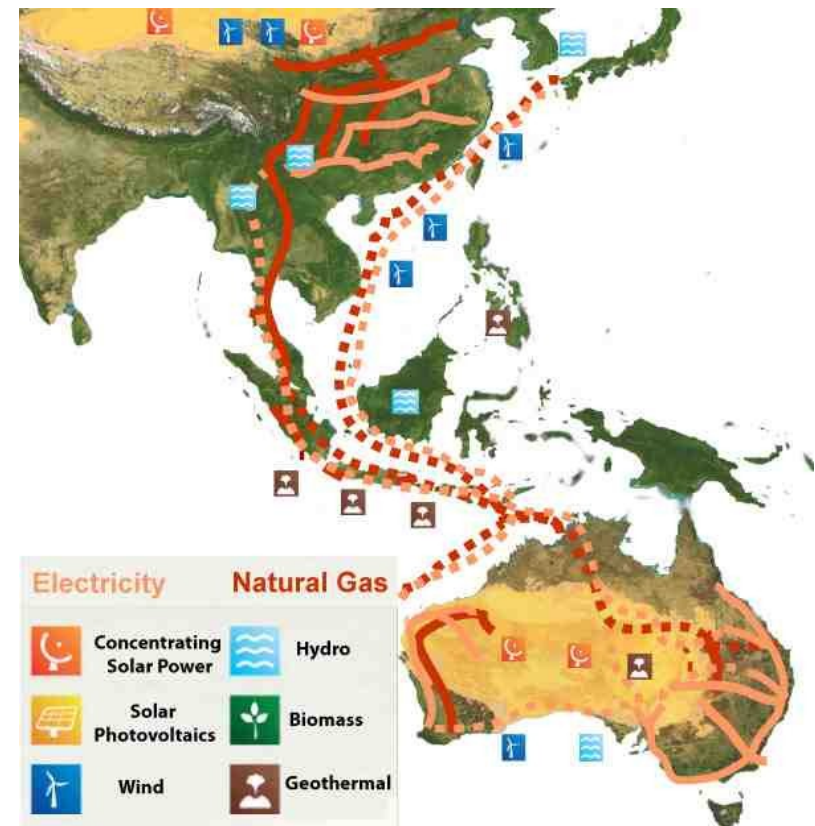 Electricity Natural Gas
Concentrating
Solar Power
Hydro
Solar
Photovoltaics
Biomass
Wind
Geothermal